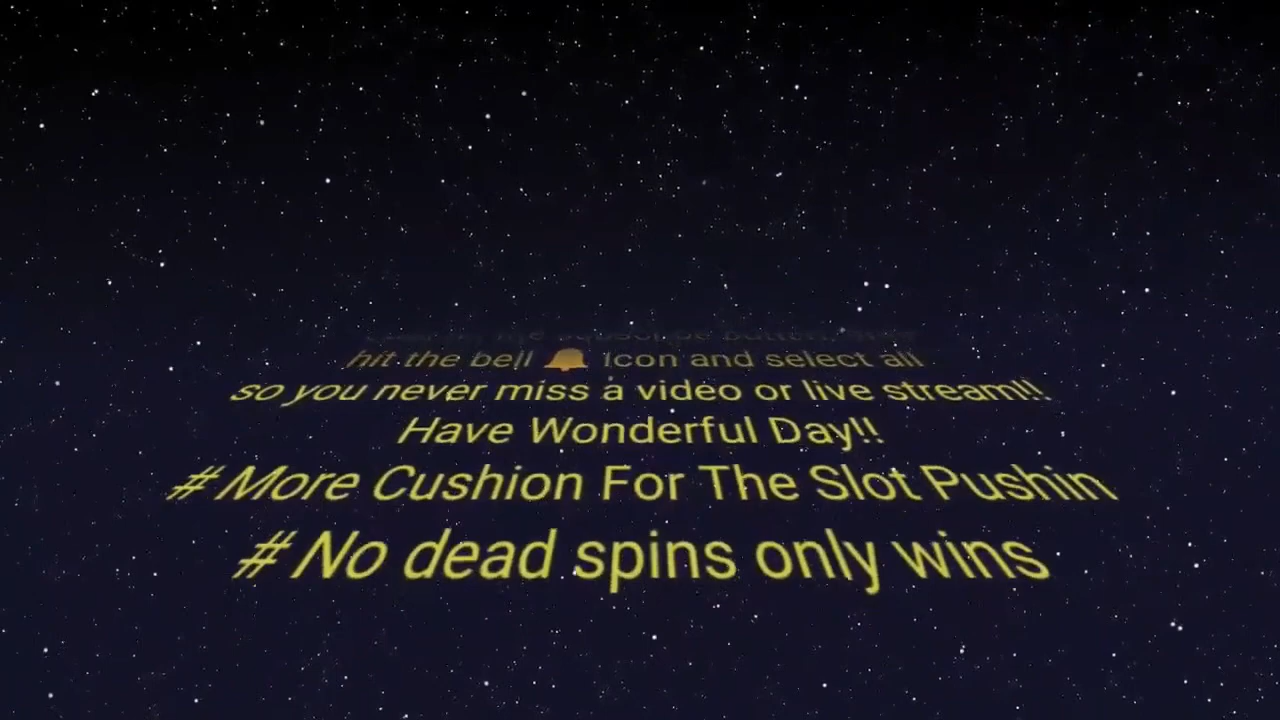 hit the bell 🔔 Icon and select all
so you never miss a video or live stream!!
Have Wonderful Day!!
# More Cushion For The Slot Pushin
# No dead spins only wins